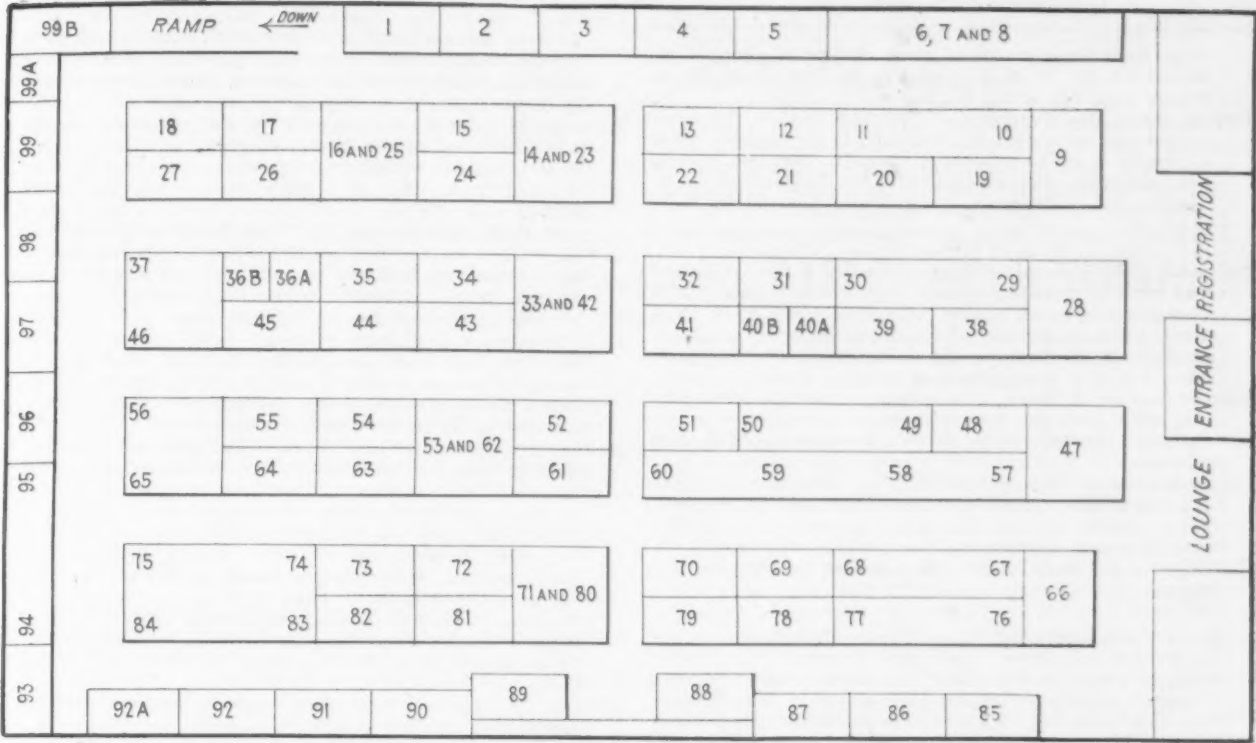 99B RAMP ← DOWN 1 2 3 4 5 6, 7 AND 8
99A
99
98
97
96
95
94
93
18 17 16 AND 25 15 14 AND 23
27 26 24
13 12 11 10 9
22 21 20 19
37 36B 36A 35 34 33 AND 42
46 45 44 43
32 31 30 29 28
41 40B 40A 39 38
56 55 54 53 AND 62 52
65 64 63 61
51 50 49 48 47
60 59 58 57
75 74 73 72 71 AND 80
84 83 82 81
70 69 68 67 66
79 78 77 76
92A 92 91 90 89 88 87 86 85
LOUNGE ENTRANCE REGISTRATION